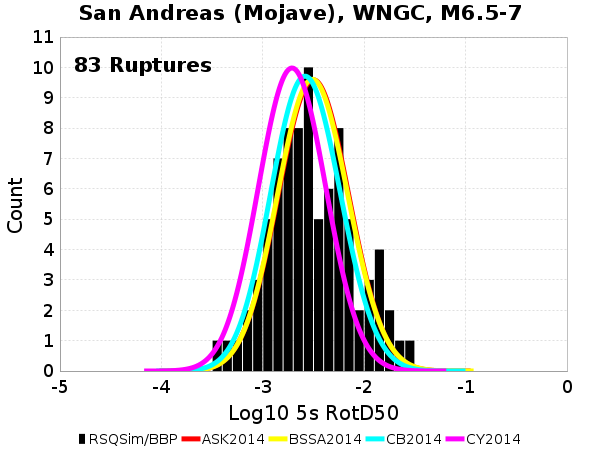 San Andreas (Mojave), WNGC, M6.5-7
83 Ruptures
11
10
9
8
7
6
5
4
3
2
1
0
Count
-5 -4 -3 -2 -1 0
Log10 5s RotD50
RSQSim/BBP ASK2014 BSSA2014 CB2014 CY2014